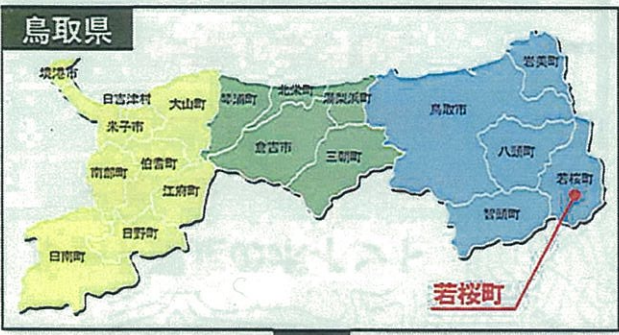 鳥取県
境港市
日吉津村
大山町
米子市
南部町
伯耆町
江府町
日野町
日南町
琴浦町
北栄町
湯梨浜町
倉吉市
三朝町
鳥取市
岩美町
八頭町
若桜町
智頭町
若桜町